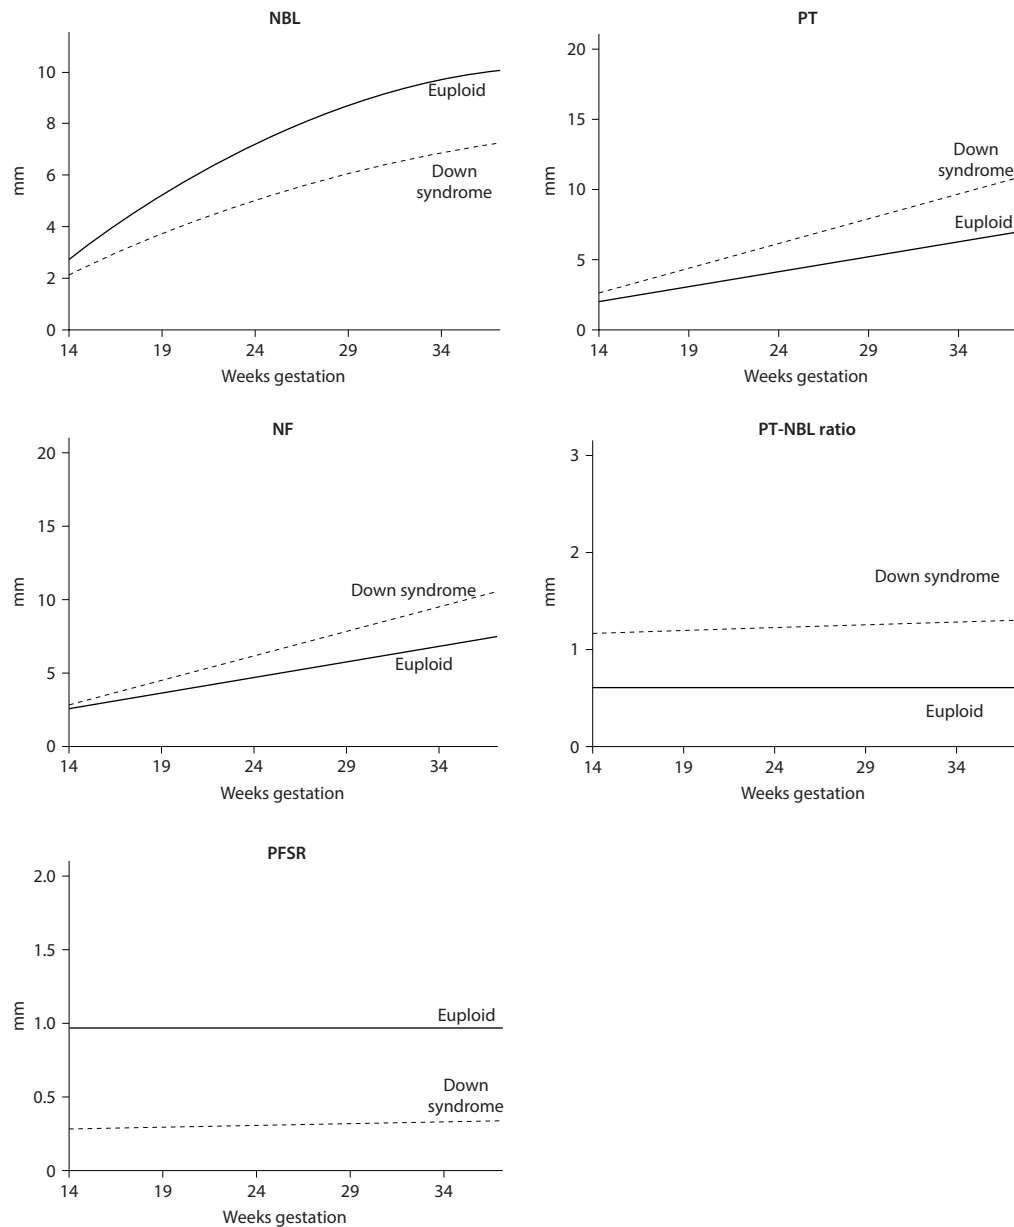 NBL
10
8
6
4
2
0
mm
Euploid
Down
syndrome
14 19 24 29 34
Weeks gestation
PT
20
15
10
5
0
Down
syndrome
Euploid
14 19 24 29 34
Weeks gestation
NF
20
15
10
5
0
mm
Down syndrome
Euploid
14 19 24 29 34
Weeks gestation
PT-NBL ratio
3
2
1
0
mm
Down syndrome
Euploid
14 19 24 29 34
Weeks gestation
PFSR
2.0
1.5
1.0
0.5
0
mm
Euploid
Down
syndrome
14 19 24 29 34
Weeks gestation